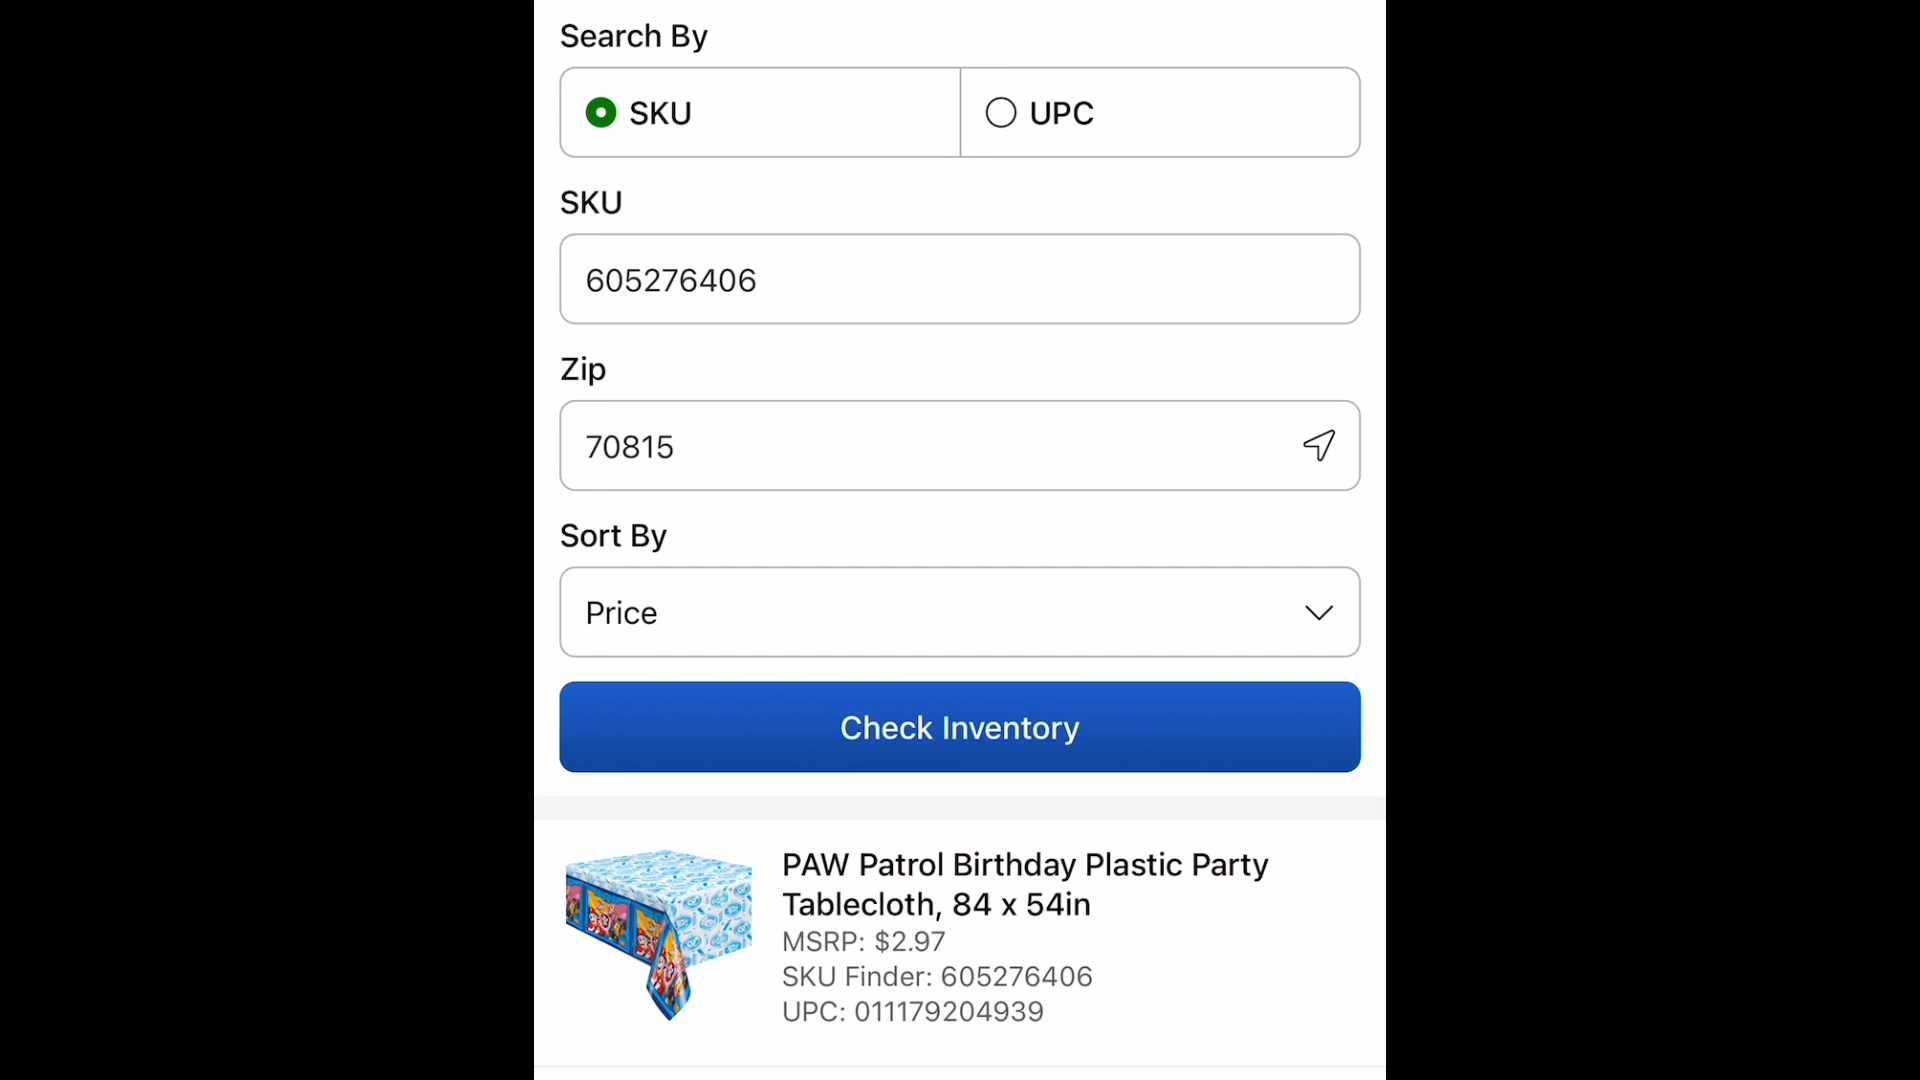 Search By
SKU
UPC
SKU
605276406
Zip
70815
Sort By
Price
Check Inventory
PAW Patrol Birthday Plastic Party
Tablecloth, 84 x 54in
MSRP: $2.97
SKU Finder: 605276406
UPC: 011179204939